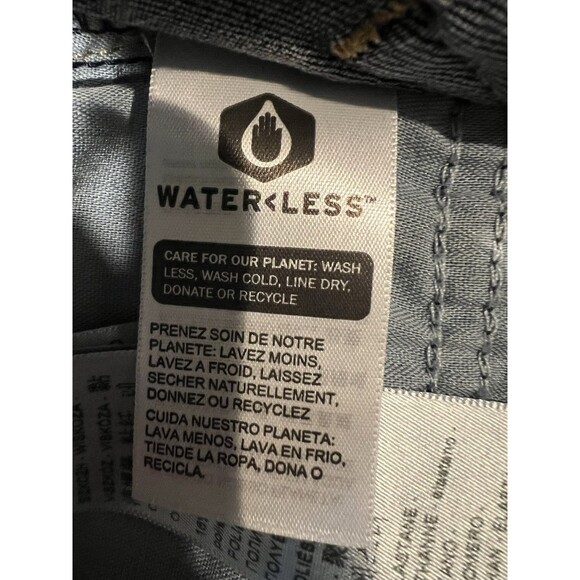 WATER<LESS™
CARE FOR OUR PLANET: WASH
LESS, WASH COLD, LINE DRY,
DONATE OR RECYCLE
PRENEZ SOIN DE NOTRE
PLANETE: LAVEZ MOINS,
LAVEZ A FROID, LAISSEZ
SECHER NATURELLEMENT,
DONNEZ OU RECYCLEZ
CUIDA NUESTRO PLANETA:
LAVA MENOS, LAVA EN FRIO,
TIENDE LA ROPA, DONA O
RECICLA.